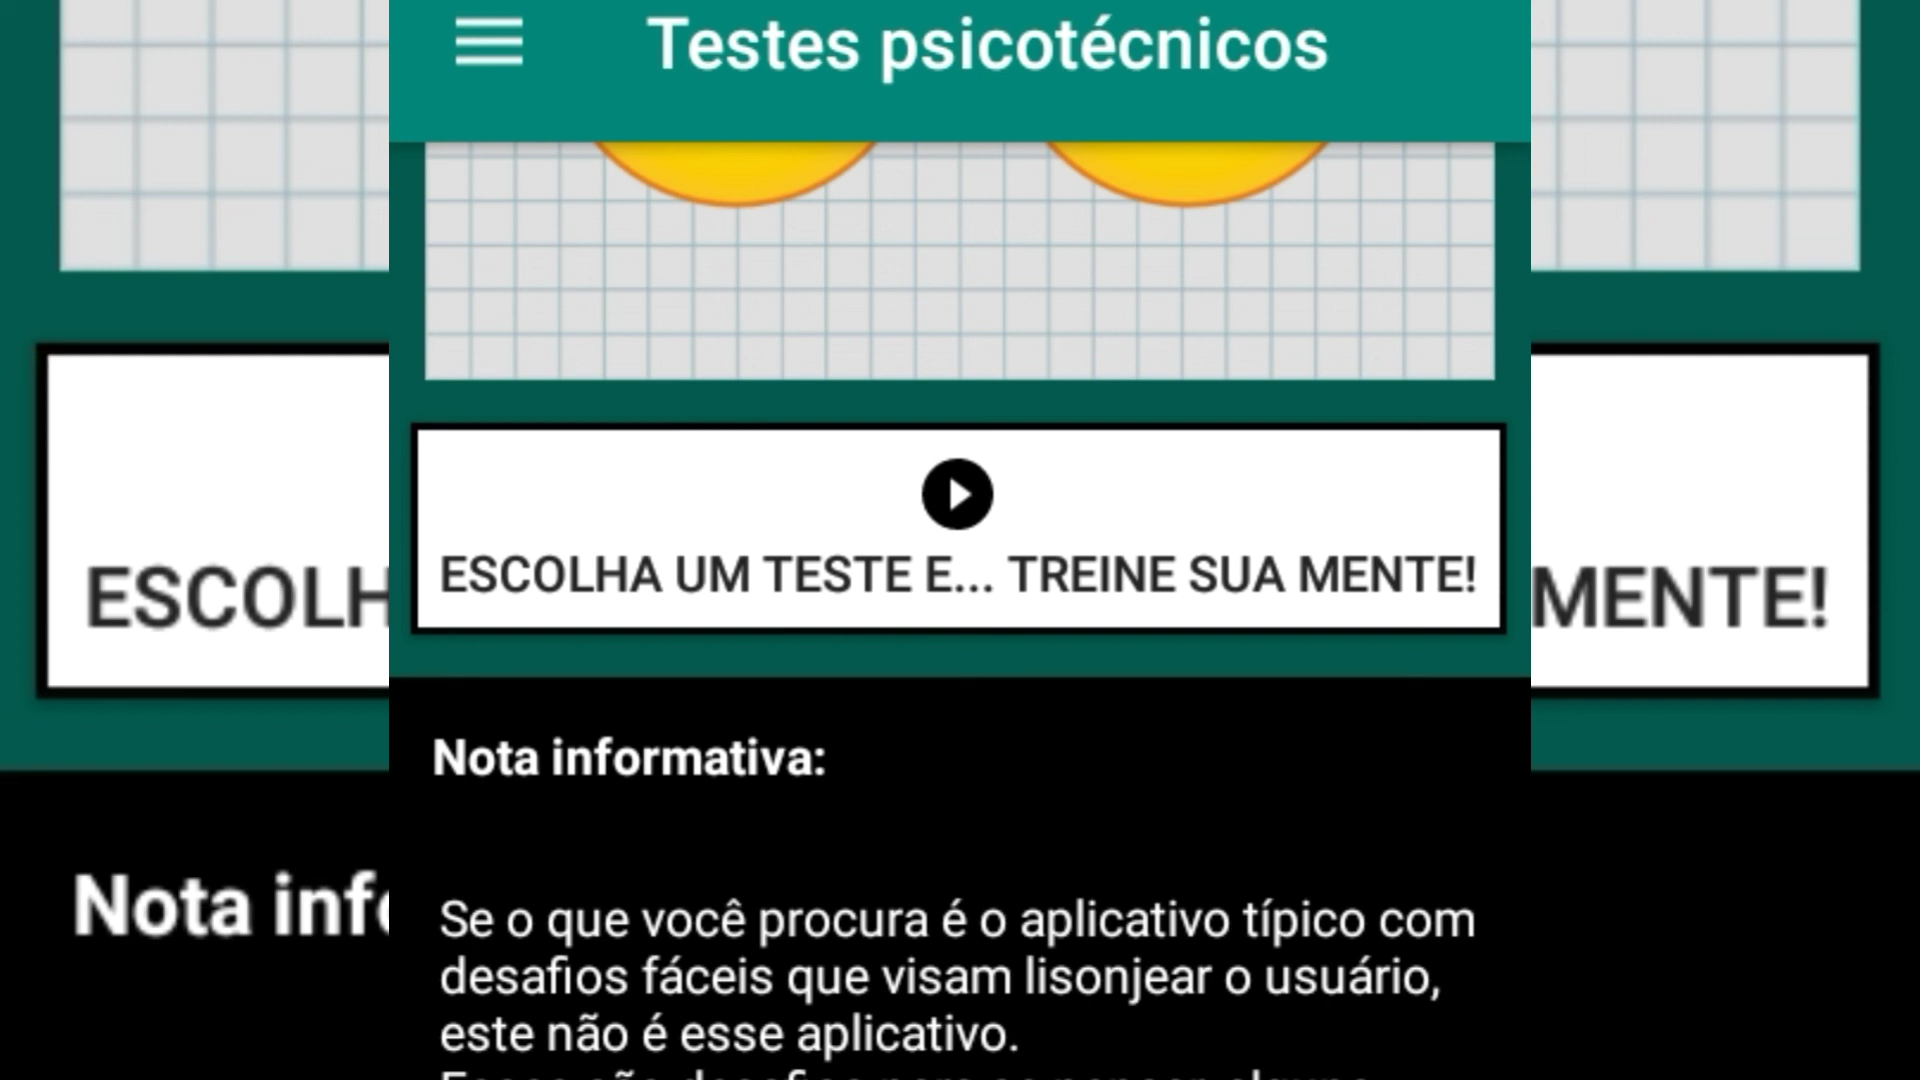 Testes psicotécnicos
ESCOLHA UM TESTE E... TREINE SUA MENTE!
ESCOLH
MENTE!
Nota informativa:
Nota info
Se o que você procura é o aplicativo típico com
desafios fáceis que visam lisonjear o usuário,
este não é esse aplicativo.